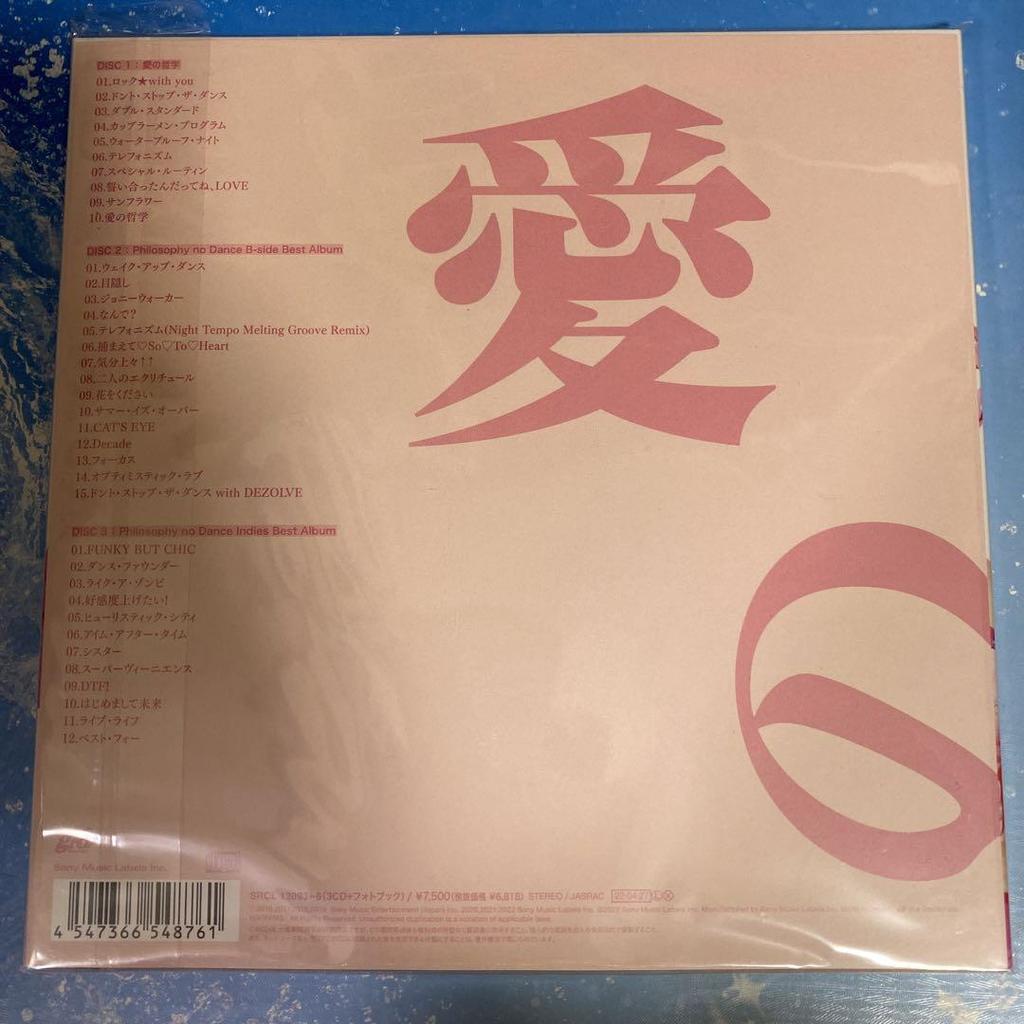 DISC 1：愛の哲学
01.ロック★with you
02.ドント・ストップ・ザ・ダンス
03.ダブル・スタンダード
04.カップラーメン・プログラム
05.ウォータープルーフ・ナイト
06.テレフォニズム
07.スペシャル・ルーティン
08.誓い合ったんだってね、LOVE
09.サンフラワー
10.愛の哲学
DISC 2：Philosophy no Dance B-side Best Album
01.ウェイク・アップ・ダンス
02.目隠し
03.ジョニーウォーカー
04.なんで?
05.テレフォニズム(Night Tempo Melting Groove Remix)
06.捕まえて♡So♡To♡Heart
07.気分上々↑↑
08.二人のエクリチュール
09.花をください
10.サマー・イズ・オーバー
11.CAT'S EYE
12.Decade
13.フォーカス
14.オプティミスティック・ラブ
15.ドント・ストップ・ザ・ダンス with DEZOLVE
DISC 3：Philosophy no Dance Indies Best Album
01.FUNKY BUT CHIC
02.ダンス・ファウンダー
03.ライク・ア・ゾンビ
04.好感度上げたい!
05.ヒューリスティック・シティ
06.アイム・アフター・タイム
07.シスター
08.スーパーヴィーニエンス
09.DTF!
10.はじめまして未来
11.ライブ・ライフ
12.ベスト・フォー
愛
の
Sony Music Labels Inc.
(3CD+フォトブック) / ¥7,500(税抜価格 ¥6,818) STEREO / JASRAC 22・04・27
4 547366 548761